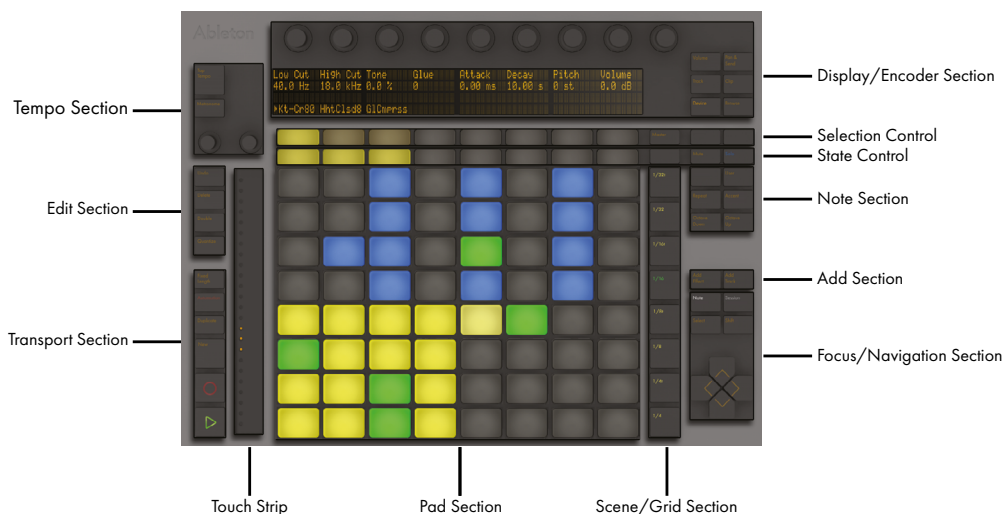 Ableton
Low Cut High Cut Tone Glue Attack Decay Pitch Volume
40.0 Hz 18.0 kHz 0.0 % 0 0.00 ms 10.00 s 0 st 0.0 dB
▸Kt-Cr80 HhtClsd8 GlCmprss
Display/Encoder Section
Tempo Section
Selection Control
State Control
1/32t
Edit Section
Note Section
1/32
1/16t
Add Section
1/16
Note Session
1/8t
Transport Section
1/8
Focus/Navigation Section
1/4t
1/4
Touch Strip Pad Section Scene/Grid Section